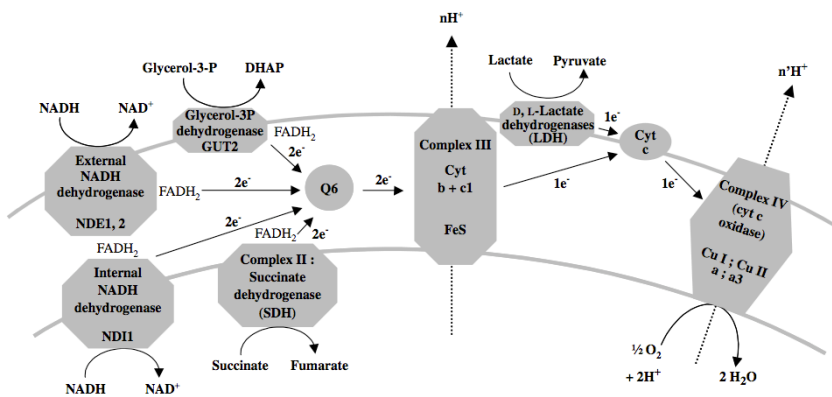 nH⁺
Glycerol-3-P DHAP
Lactate Pyruvate
n'H⁺
NADH NAD⁺
Glycerol-3P
dehydrogenase
GUT2
FADH₂
2e⁻
D, L-Lactate
dehydrogenases
(LDH)
1e⁻
Cyt
c
External
NADH
dehydrogenase
NDE1, 2
FADH₂
2e⁻
Q6
2e⁻
Complex III
Cyt
b + c1
FeS
1e⁻
1e⁻
Complex IV
(cyt c
oxidase)
Cu I ; Cu II
a ; a3
FADH₂
2e⁻
FADH₂
2e⁻
Internal
NADH
dehydrogenase
NDI1
Complex II :
Succinate
dehydrogenase
(SDH)
Succinate Fumarate
NADH NAD⁺
½ O₂
+ 2H⁺
2 H₂O